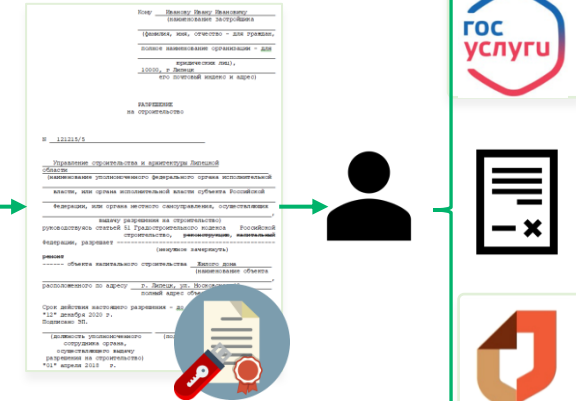 Кому Иванову Ивану Ивановичу
(наименование застройщика
(фамилия, имя, отчество – для граждан,
полное наименование организации – для
юридических лиц),
10000, г Липецк
его почтовый индекс и адрес)
РАЗРЕШЕНИЕ
на строительство
№ 121215/5
Управление строительства и архитектуры Липецкой
области
(наименование уполномоченного федерального органа исполнительной
власти, или органа исполнительной власти субъекта Российской
Федерации, или органа местного самоуправления, осуществляющих
выдачу разрешения на строительство)
руководствуясь статьей 51 Градостроительного кодекса Российской
строительство, реконструкцию, капитальный
Федерации, разрешает
(ненужное зачеркнуть)
ремонт
объекта капитального строительства Жилого дома
(наименование объекта
расположенного по адресу г. Липецк, ул.
полный адрес
Срок действия настоящего разрешения – до
"12" декабря 2020 г.
Подписано ЭП.
(должность уполномоченного
сотрудника органа,
осуществляющего выдачу
разрешения на строительство)
"01" апреля 2018 г.
гос
услуги